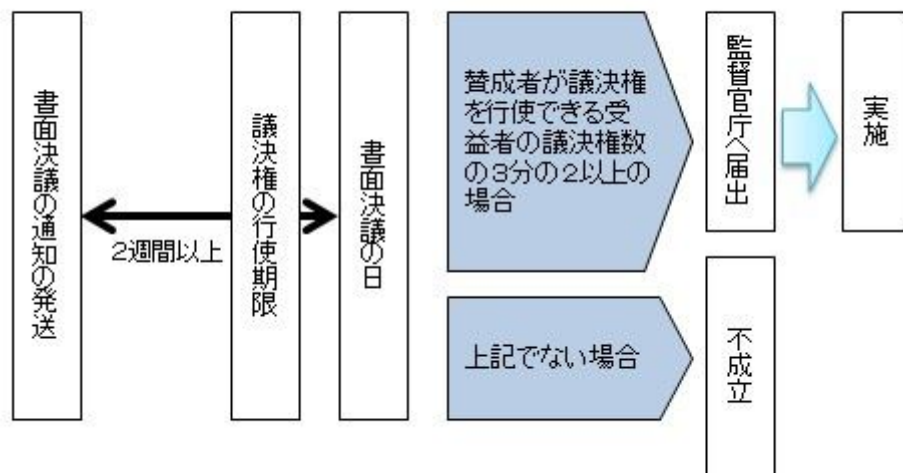 書面決議の通知の発送
2週間以上
議決権の行使期限
書面決議の日
賛成者が議決権
を行使できる受
益者の議決権数
の3分の2以上の
場合
監督官庁へ届出
実施
上記でない場合
不成立